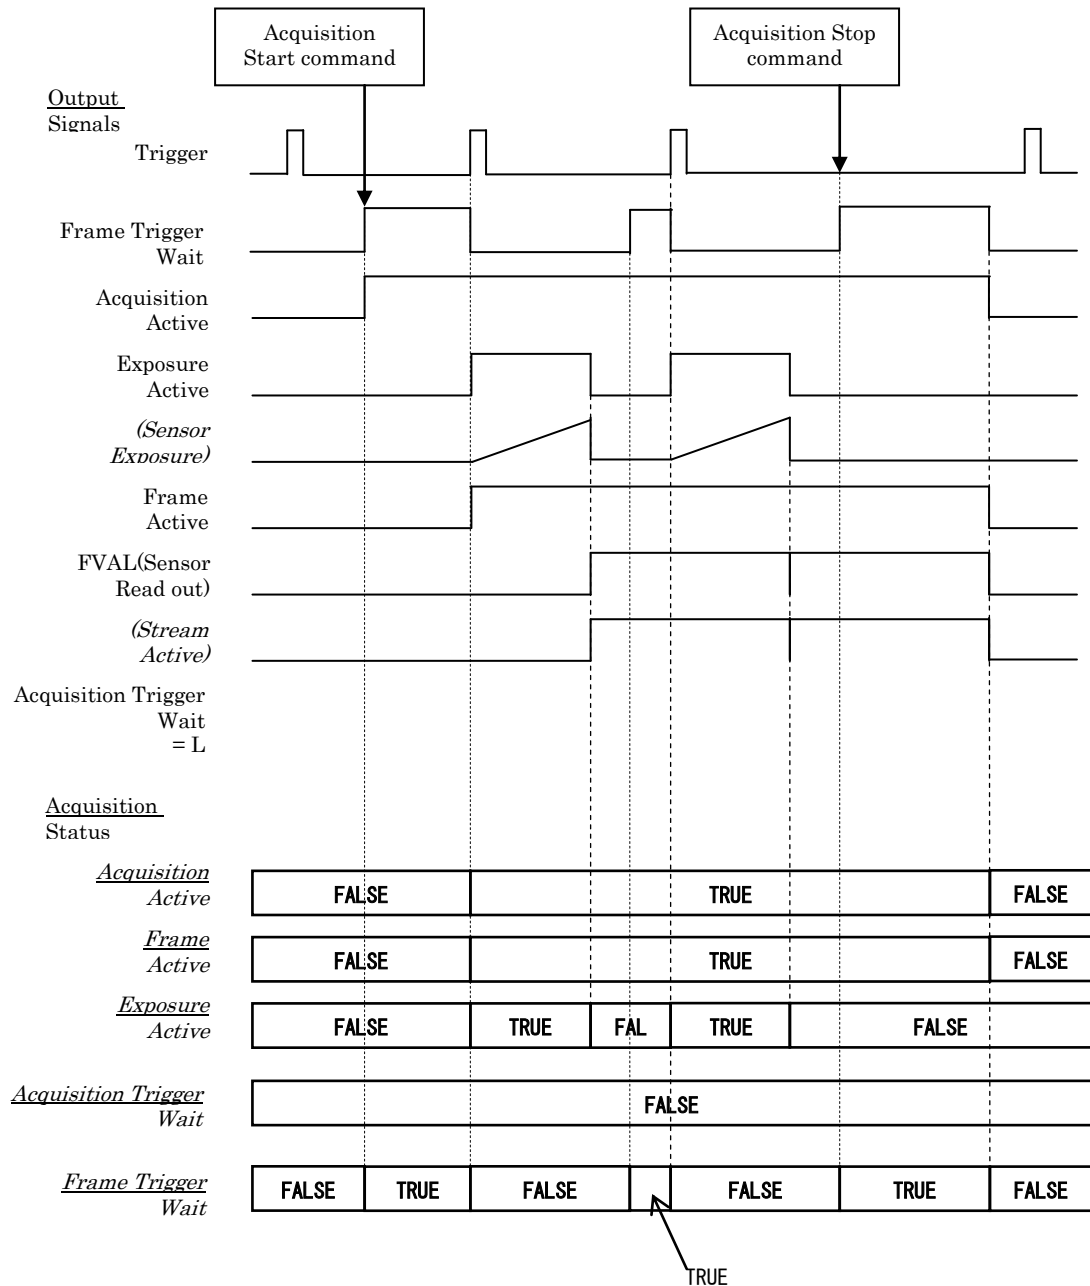 Acquisition
Start command
Acquisition Stop
command
Output
Signals
Trigger
Frame Trigger
Wait
Acquisition
Active
Exposure
Active
(Sensor
Exposure)
Frame
Active
FVAL(Sensor
Read out)
(Stream
Active)
Acquisition Trigger
Wait
= L
Acquisition
Status
Acquisition
Active
FALSE
TRUE
FALSE
Frame
Active
FALSE
TRUE
FALSE
Exposure
Active
FALSE
TRUE
FAL
TRUE
FALSE
Acquisition Trigger
Wait
FALSE
Frame Trigger
Wait
FALSE
TRUE
FALSE
FALSE
TRUE
FALSE
TRUE